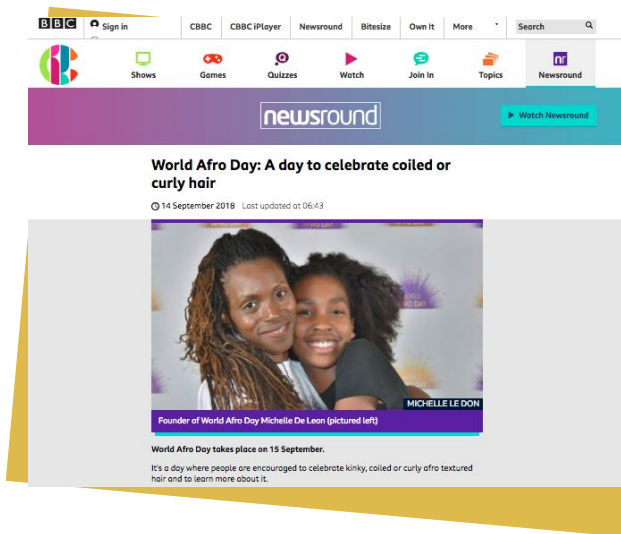 BBC Sign in CBBC CBBC iPlayer Newsround Bitesize Own It More Search
Shows Games Quizzes Watch Join In Topics Newsround
newsround
Watch Newsround
World Afro Day: A day to celebrate coiled or
curly hair
14 September 2018 Last updated at 06:43
MICHELLE LE DON
Founder of World Afro Day Michelle De Leon (pictured left)
World Afro Day takes place on 15 September.
It's a day where people are encouraged to celebrate kinky, coiled or curly afro textured
hair and to learn more about it.